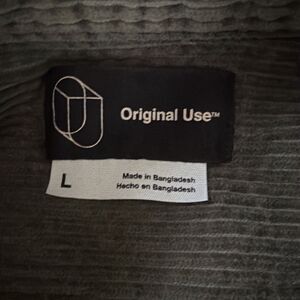 Original Use™
L
Made in Bangladesh
Hecho en Bangladesh